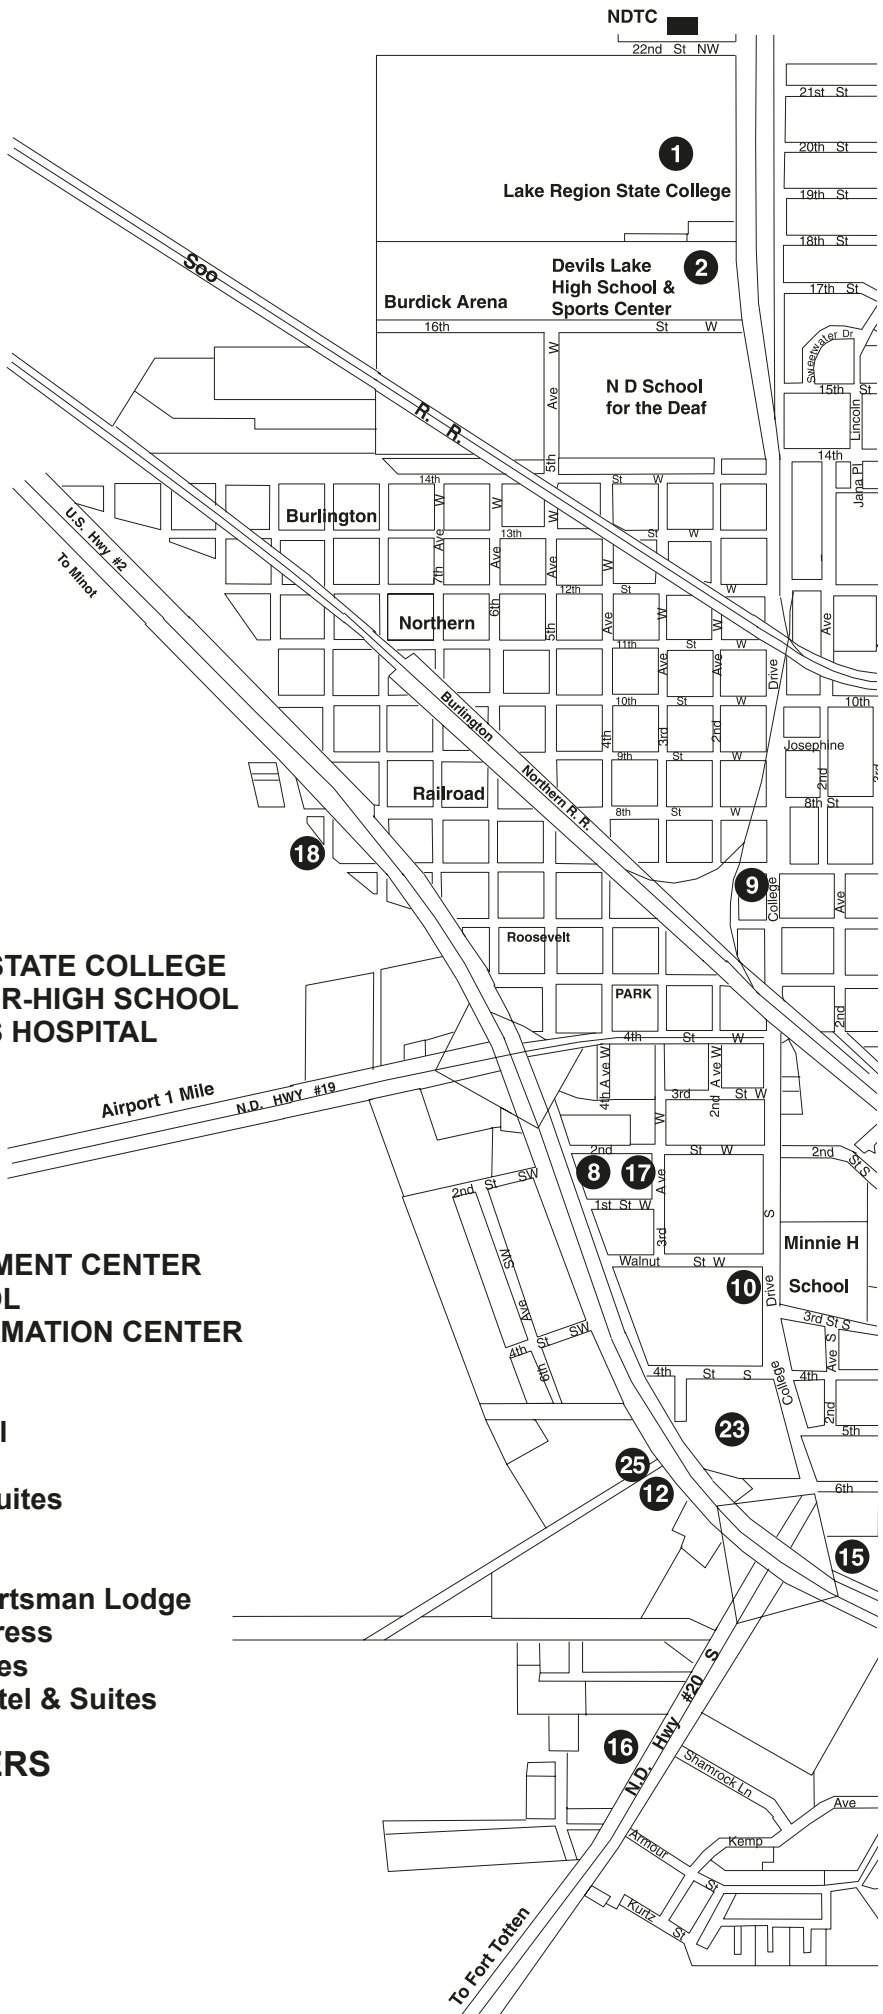 NDTC
22nd St NW
21st St
20th St
1
Lake Region State College
19th St
18th St
Soo
2
Devils Lake
High School &
Sports Center
Burdick Arena
17th St
16th St W
Sweetwater Dr
N D School
for the Deaf
15th St
Lincoln
R. R.
5th Ave W
14th
Jana Pl
14th St W
Burlington
U.S. Hwy #2
To Minot
13th St W
7th Ave W
6th Ave W
5th Ave W
12th St W
Northern
11th St W
4th Ave W
3rd Ave W
2nd Ave W
Drive
Ave
10th St W
10th
Burlington
Northern R. R.
Josephine
2nd
3rd
9th St W
Railroad
8th St W
8th St
18
9
College
Ave
Roosevelt
STATE COLLEGE
R-HIGH SCHOOL
S HOSPITAL
PARK
2nd
4th St W
Airport 1 Mile
N.D. HWY #19
4th Ave W
2nd Ave W
3rd St W
2nd St W
2nd St S
8
17
3rd Ave W
2nd St SW
1st St W
S
Minnie H
School
Walnut St W
10
Drive
MENT CENTER
OL
MATION CENTER
SW Ave 6th
3rd St S
4th St SW
2nd Ave S
4th St S
4th
College
23
5th
l
25
12
6th
uites
15
rtsman Lodge
ress
es
tel & Suites
N.D. Hwy #20 S
16
ERS
Shamrock Ln
Ave
Kemp
Armour St
Kurtz St
To Fort Totten